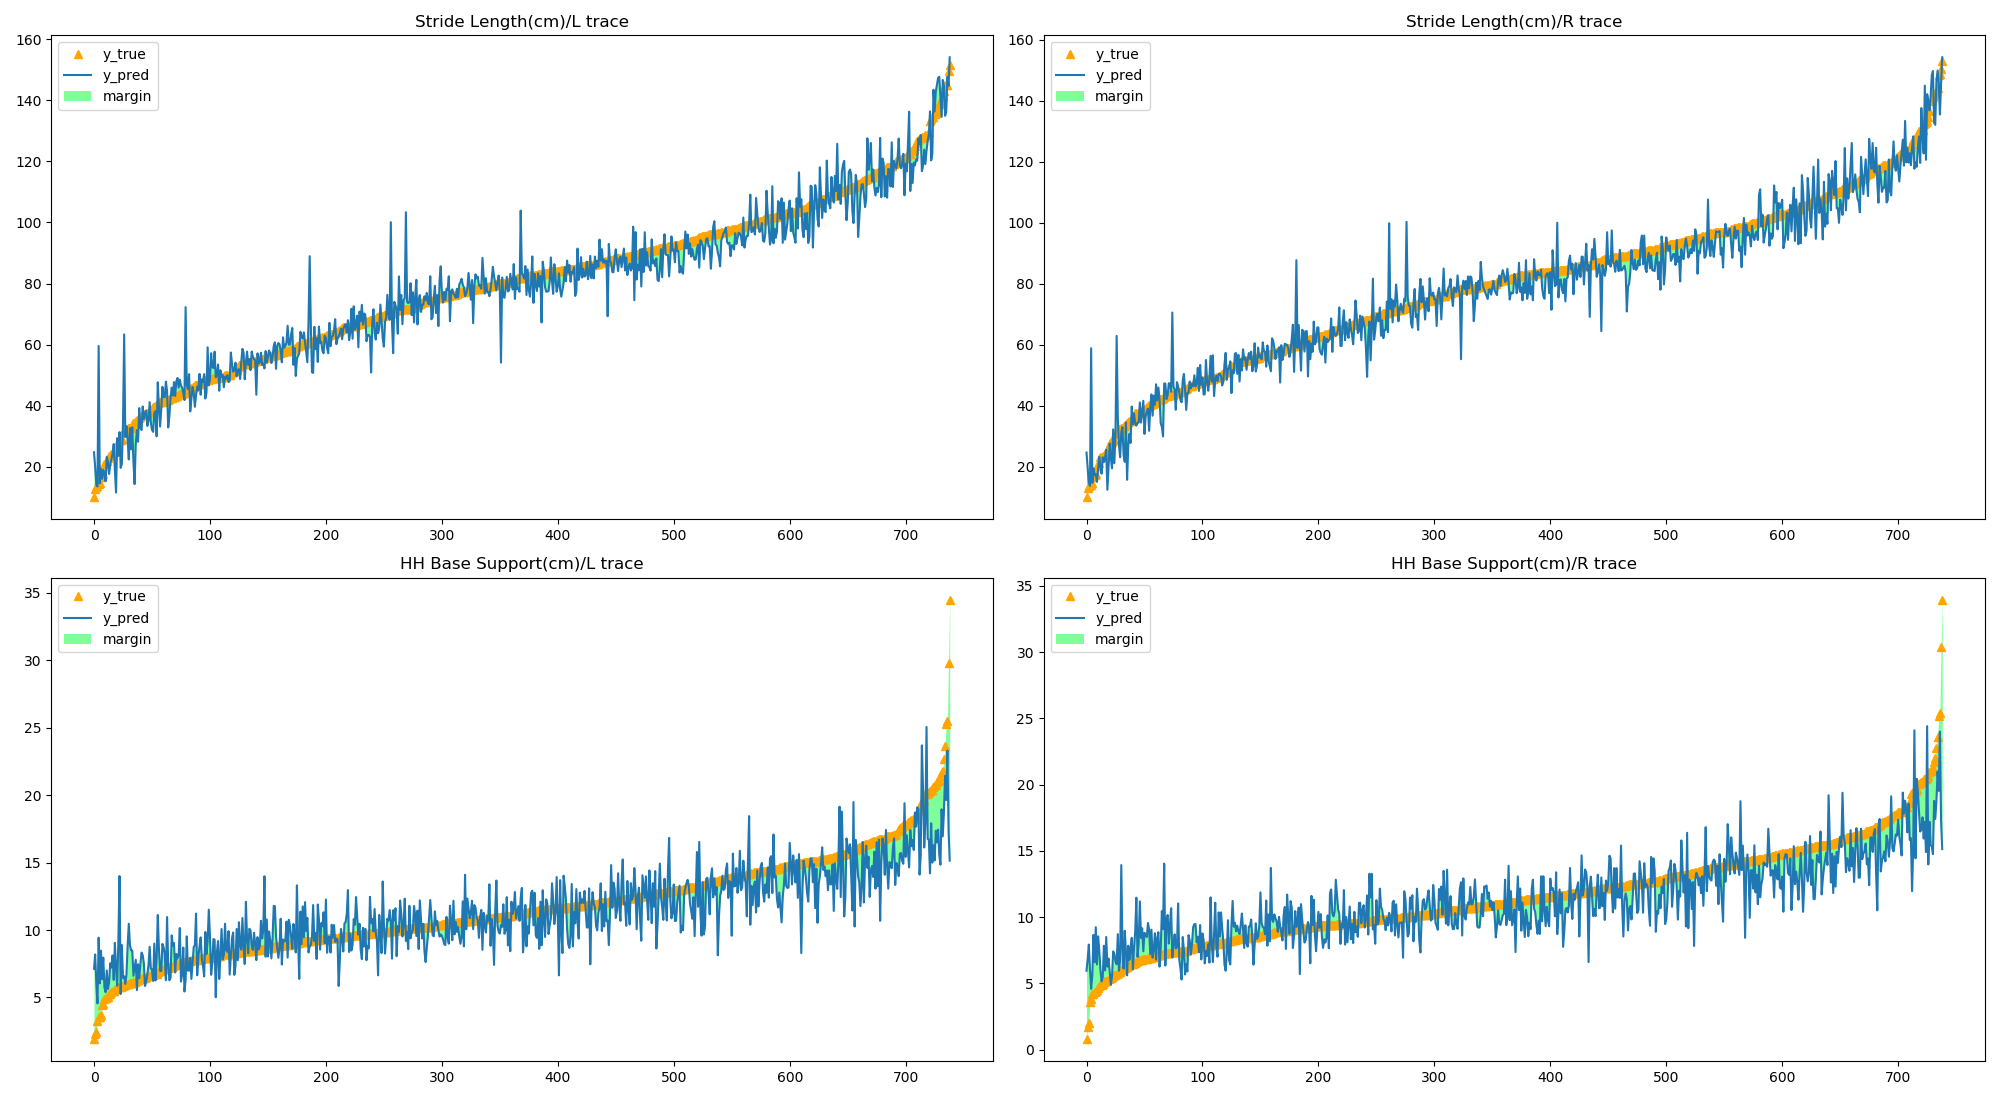 Stride Length(cm)/L trace
160
140
120
100
80
60
40
20
0 100 200 300 400 500 600 700
y_true
y_pred
margin
Stride Length(cm)/R trace
160
140
120
100
80
60
40
20
0 100 200 300 400 500 600 700
y_true
y_pred
margin
HH Base Support(cm)/L trace
35
30
25
20
15
10
5
0 100 200 300 400 500 600 700
y_true
y_pred
margin
HH Base Support(cm)/R trace
35
30
25
20
15
10
5
0
0 100 200 300 400 500 600 700
y_true
y_pred
margin